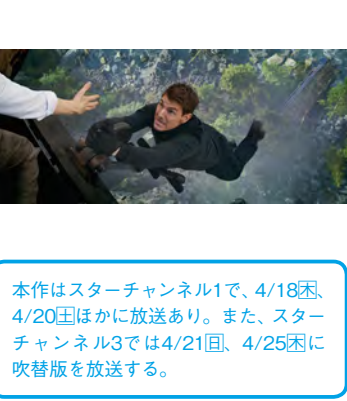 本作はスターチャンネル1で、4/18木、
4/20土ほかに放送あり。また、スター
チャンネル3では4/21日、4/25木に
吹替版を放送する。